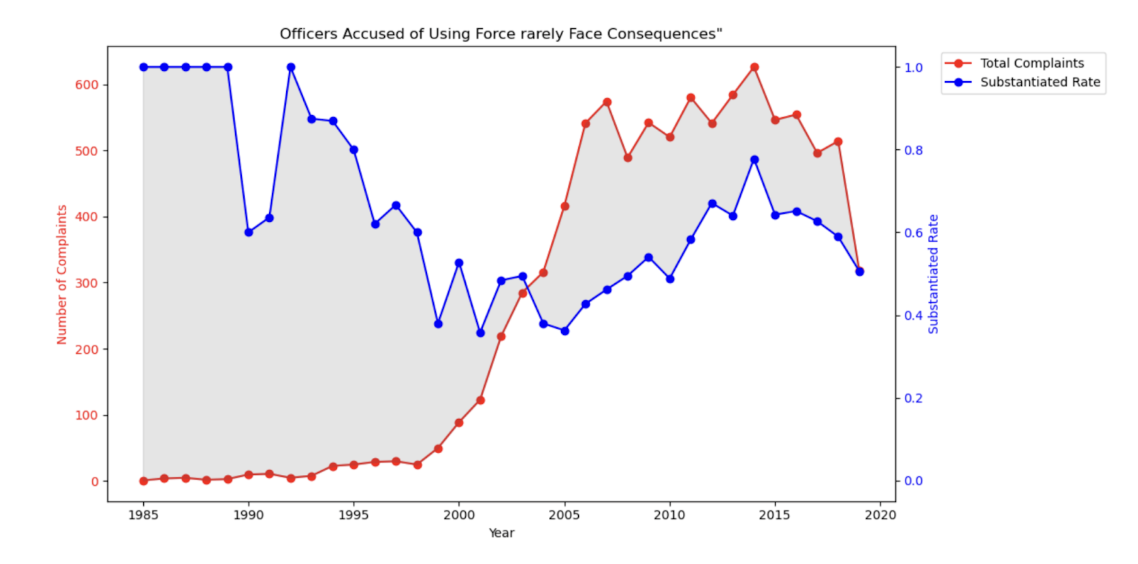 Officers Accused of Using Force rarely Face Consequences"
Total Complaints
Substantiated Rate
Number of Complaints
600
500
400
300
200
100
0
1.0
0.8
0.6
0.4
0.2
0.0
Substantiated Rate
1985 1990 1995 2000 2005 2010 2015 2020
Year